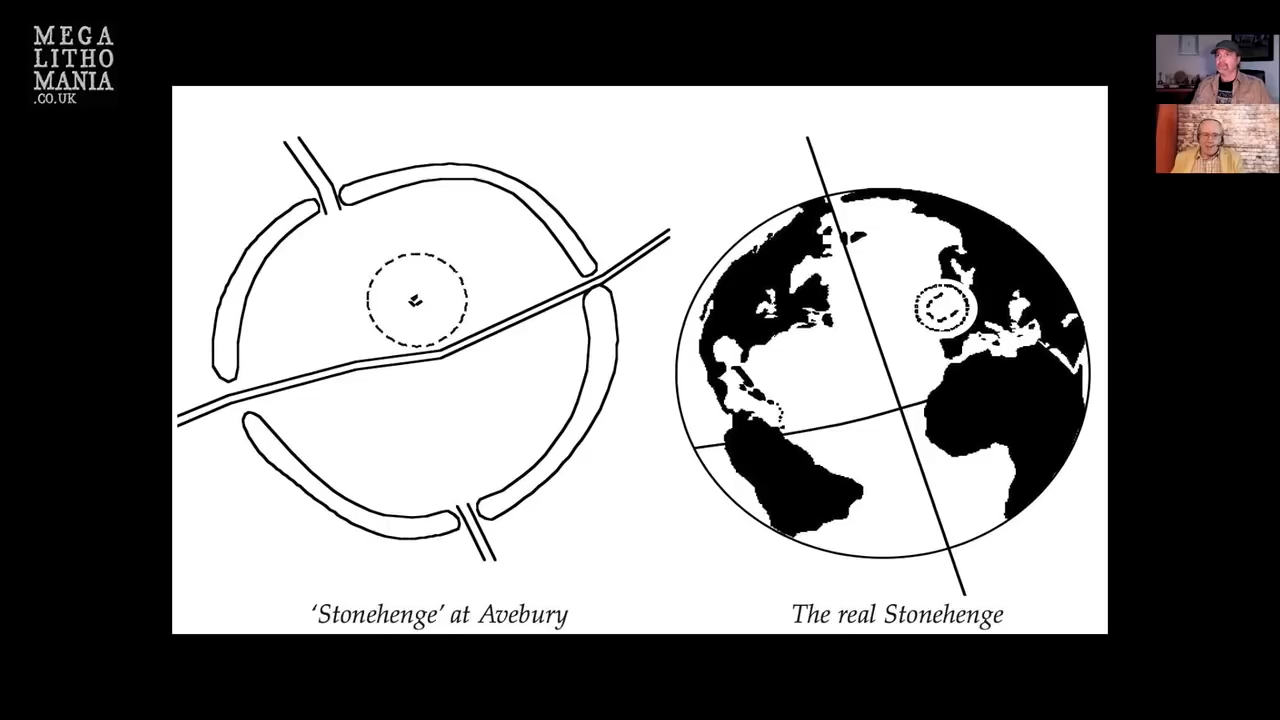 MEGA
LITHO
MANIA
.CO.UK
‘Stonehenge’ at Avebury
The real Stonehenge